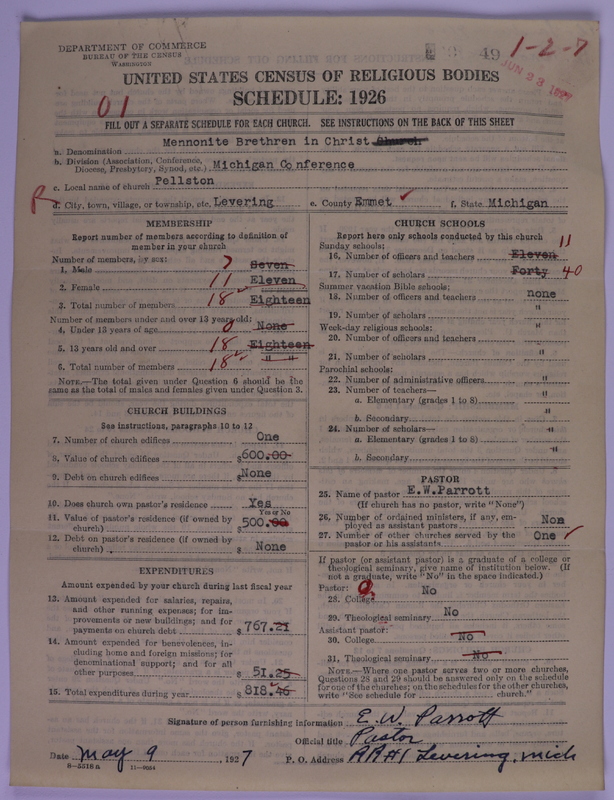 DEPARTMENT OF COMMERCE
BUREAU OF THE CENSUS
WASHINGTON
49
1-2-7
JUN 23 1927
UNITED STATES CENSUS OF RELIGIOUS BODIES
SCHEDULE: 1926
01
FILL OUT A SEPARATE SCHEDULE FOR EACH CHURCH. SEE INSTRUCTIONS ON THE BACK OF THIS SHEET
a. Denomination Mennonite Brethren in Christ Church
b. Division (Association, Conference, Diocese, Presbytery, Synod, etc.) Michigan Conference
c. Local name of church Pellston
R
d. City, town, village, or township, etc. Levering e. County Emmet f. State Michigan
MEMBERSHIP
Report number of members according to definition of
member in your church
Number of members, by sex:
1. Male 7 Seven
2. Female 11 Eleven
3. Total number of members 18 Eighteen
Number of members under and over 13 years old:
4. Under 13 years of age 0 None
5. 13 years old and over 18 Eighteen
6. Total number of members 18 " "
NOTE.—The total given under Question 6 should be the
same as the total of males and females given under Question 3.
CHURCH BUILDINGS
See instructions, paragraphs 10 to 12
7. Number of church edifices One
8. Value of church edifices $600.00
9. Debt on church edifices $None
10. Does church own pastor's residence? Yes
Yes or No
11. Value of pastor's residence (if owned by
church) $500.00
12. Debt on pastor's residence (if owned by
church) $ None
EXPENDITURES
Amount expended by your church during last fiscal year
13. Amount expended for salaries, repairs,
and other running expenses; for im-
provements or new buildings; and for
payments on church debt $ 767.21
14. Amount expended for benevolences, in-
cluding home and foreign missions; for
denominational support; and for all
other purposes $ 51.25
15. Total expenditures during year $ 818.46
CHURCH SCHOOLS
Report here only schools conducted by this church
Sunday schools:
16. Number of officers and teachers Eleven 11
17. Number of scholars Forty 40
Summer vacation Bible schools:
18. Number of officers and teachers none
19. Number of scholars "
Week-day religious schools:
20. Number of officers and teachers "
21. Number of scholars "
Parochial schools:
22. Number of administrative officers "
23. Number of teachers—
a. Elementary (grades 1 to 8) "
b. Secondary "
24. Number of scholars—
a. Elementary (grades 1 to 8) "
b. Secondary "
PASTOR
25. Name of pastor E.W.Parrott
(If church has no pastor, write "None")
26. Number of ordained ministers, if any, em-
ployed as assistant pastors Non
27. Number of other churches served by the
pastor or his assistants One
If pastor (or assistant pastor) is a graduate of a college or
theological seminary, give name of institution below. (If
not a graduate, write "No" in the space indicated.)
Pastor:
28. College No
29. Theological seminary No
Assistant pastor:
30. College No
31. Theological seminary No
NOTE.—Where one pastor serves two or more churches,
Questions 28 and 29 should be answered only on the schedule
for one of the churches; on the schedules for the other churches,
write "See schedule for church."
Signature of person furnishing information E. W. Parrott
Official title Pastor
Date May 9, 1927 P. O. Address RR#1 Levering, Mich
8-5318a 11-9664